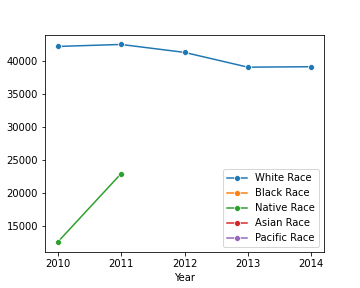 40000
35000
30000
25000
20000
15000
White Race
Black Race
Native Race
Asian Race
Pacific Race
2010 2011 2012 2013 2014
Year